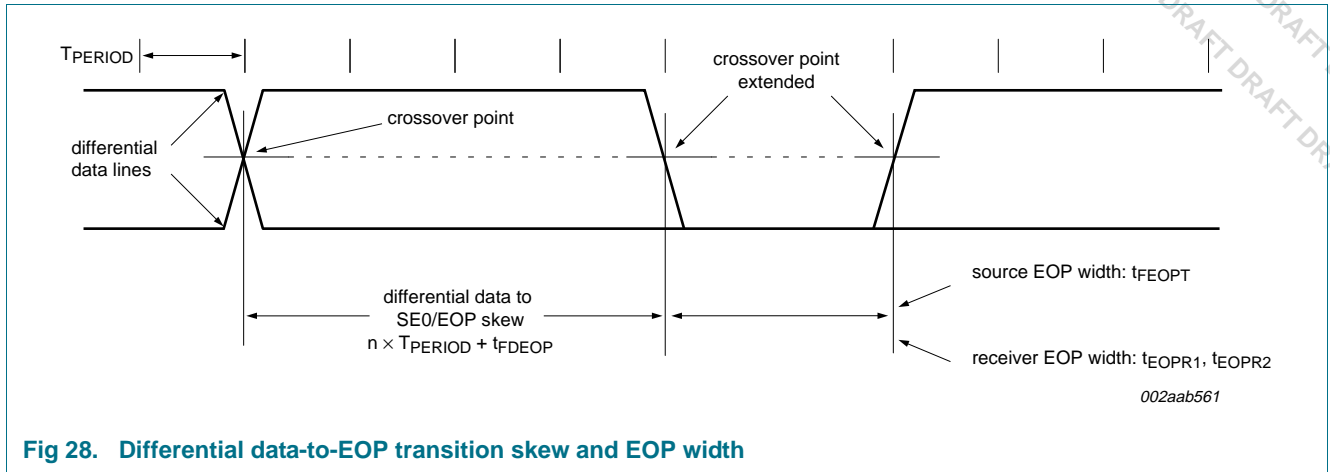 TPERIOD
crossover point
extended
crossover point
differential
data lines
source EOP width: tFEOPT
differential data to
SE0/EOP skew
n × TPERIOD + tFDEOP
receiver EOP width: tEOPR1, tEOPR2
002aab561
Fig 28. Differential data-to-EOP transition skew and EOP width
DRAFT DRAFT DRAFT DR
DRAFT